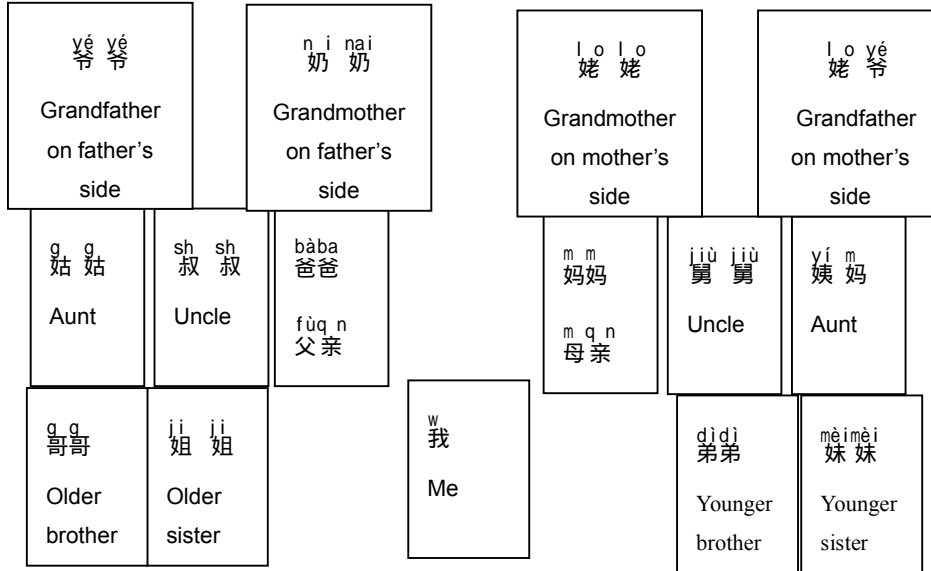 yé yé
爷 爷
Grandfather
on father's
side
n i nai
奶 奶
Grandmother
on father's
side
l o l o
姥 姥
Grandmother
on mother's
side
l o yé
姥 爷
Grandfather
on mother's
side
g g
姑 姑
Aunt
sh sh
叔 叔
Uncle
bàba
爸爸
fùq n
父 亲
m m
妈妈
m q n
母 亲
jiù jiù
舅 舅
Uncle
yí m
姨 妈
Aunt
g g
哥哥
Older
brother
ji ji
姐 姐
Older
sister
w
我
Me
dìdì
弟弟
Younger
brother
mèimèi
妹 妹
Younger
sister